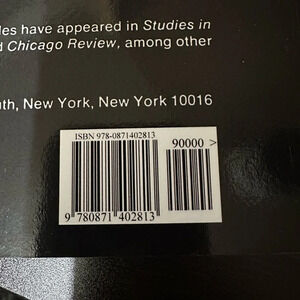 les have appeared in Studies in
d Chicago Review, among other
uth, New York, New York 10016
ISBN 978-0871402813
90000 >
9 780871 402813